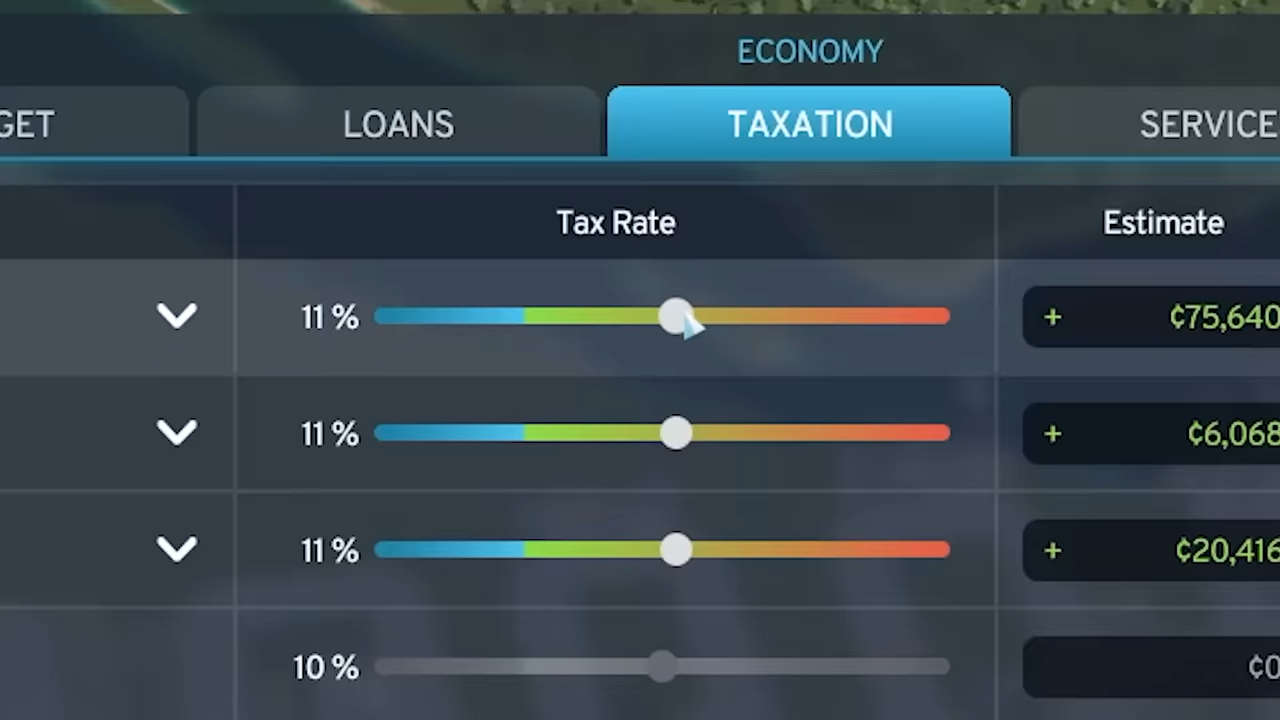 ECONOMY
GET LOANS TAXATION SERVICE
Tax Rate Estimate
11 % + ¢75,640
11 % + ¢6,068
11 % + ¢20,416
10 % ¢0